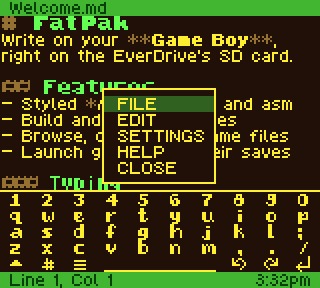 Welcome.md
# FatPak
Write on your **Game Boy**,
right on the EverDrive's SD card.
## Features
- Styled * and asm
- Build and es
- Browse, me files
- Launch g eir saves
FILE
EDIT
SETTINGS
HELP
CLOSE
### Typing
1 2 3 4 5 6 7 8 9 0
q w e r t y u i o p
a s d f g h j k l ;
z x c v b n m , . /
# ≡
Line 1, Col 1 3:32pm